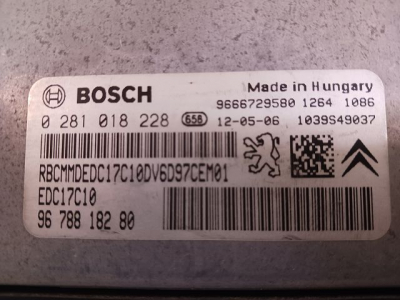 BOSCH
Made in Hungary
9666729580 1264 1086
0 281 018 228 658 12-05-06 1039S49037
RBCMMDEDC17C10DV6D97CEM01
EDC17C10
96 788 182 80